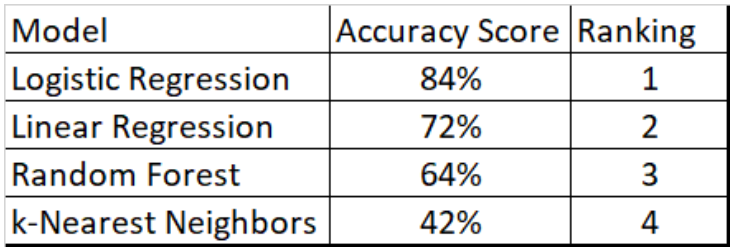 Model Accuracy Score Ranking
Logistic Regression 84% 1
Linear Regression 72% 2
Random Forest 64% 3
k-Nearest Neighbors 42% 4